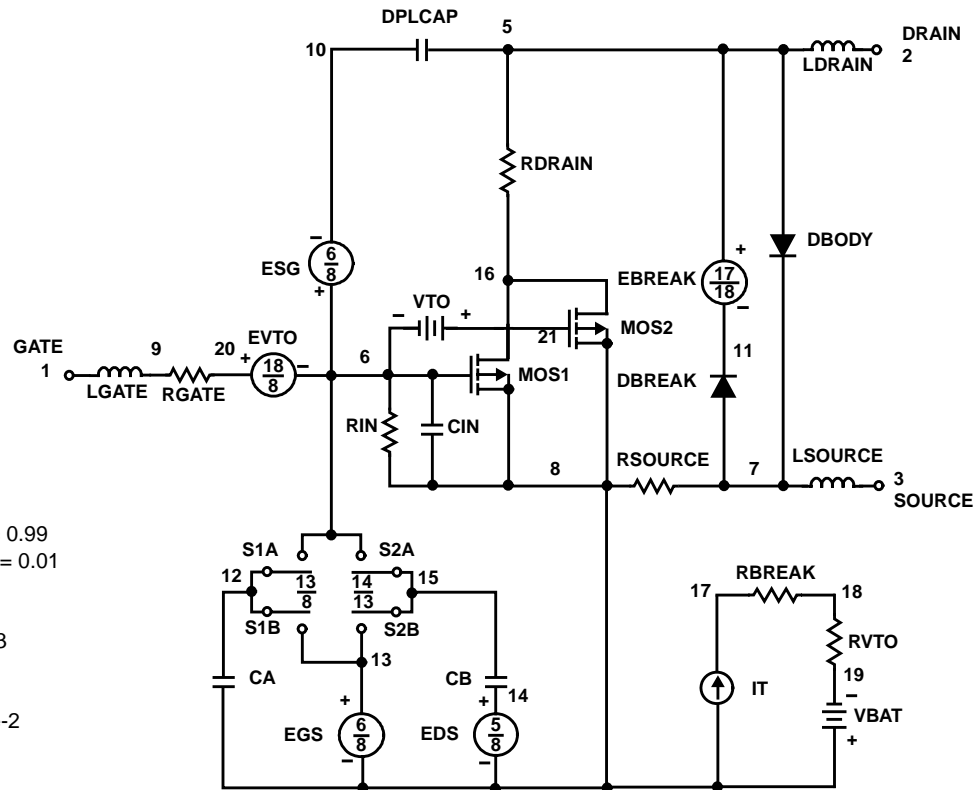 DPLCAP
5
DRAIN
2
10
LDRAIN
RDRAIN
DBODY
ESG
6
8
−
+
16
EBREAK
17
18
+
−
VTO
−
+
21
MOS2
EVTO
GATE
1
9
20
+
18
8
−
6
11
LGATE
RGATE
MOS1
DBREAK
RIN
CIN
8
RSOURCE
7
LSOURCE
3
SOURCE
0.99
= 0.01
S1A
S2A
12
13
8
14
13
15
S1B
S2B
RBREAK
17
18
3
13
RVTO
CA
CB
14
19
IT
−
VBAT
+
-2
+
EGS
6
8
−
+
EDS
5
8
−